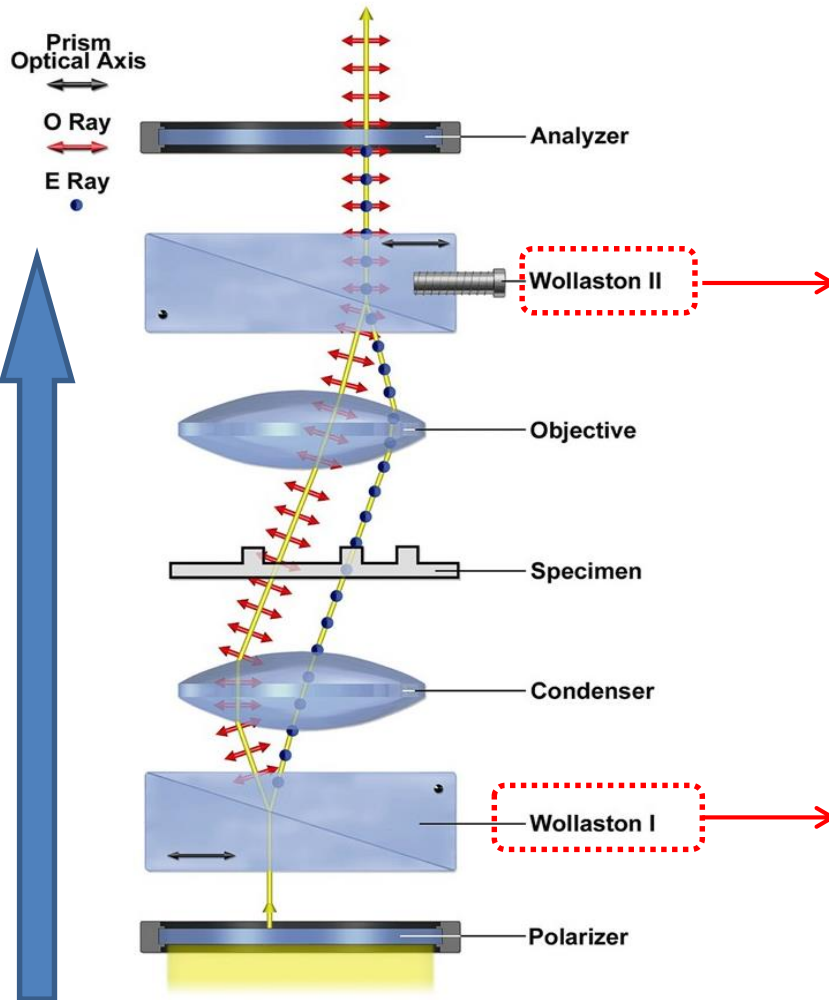 Prism
Optical Axis
O Ray
E Ray
Analyzer
Wollaston II
Objective
Specimen
Condenser
Wollaston I
Polarizer